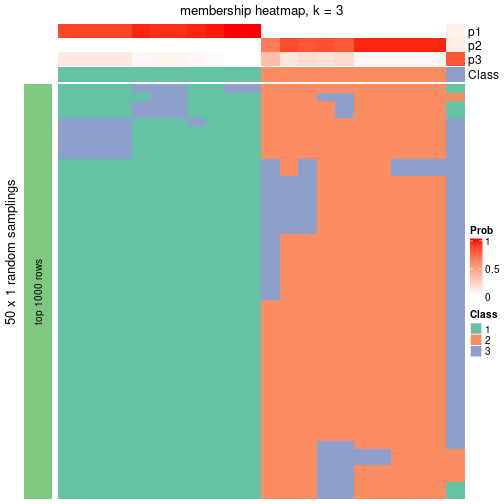 membership heatmap, k = 3
p1
p2
p3
Class
50 x 1 random samplings
top 1000 rows
Prob
1
0.5
0
Class
1
2
3